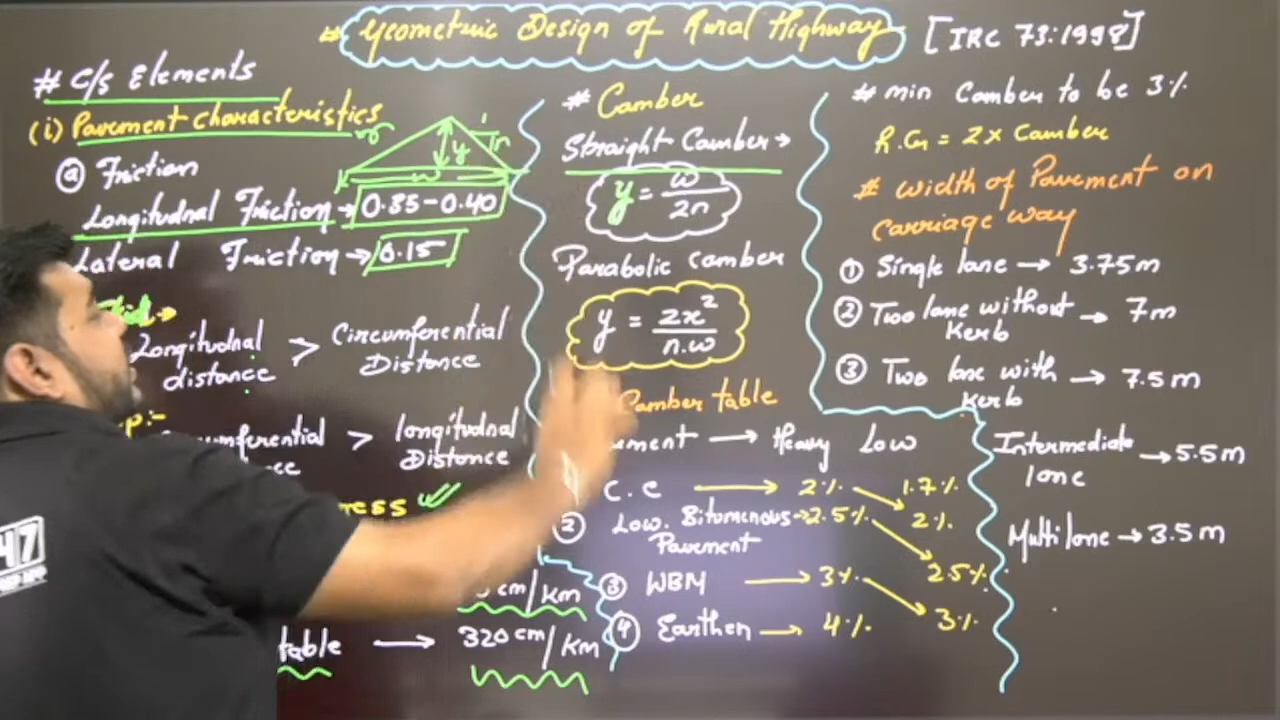 # Geometric Design of Rural Highway [IRC 73:1998]
# C/s Elements
(i) Pavement characteristics
(a) Friction
Longitudnal Friction → 0.35-0.40
Lateral Friction → 0.15
1
n
y
w
Longitudnal distance > Circumferential Distance
> longitudnal Distance
ress ✓
cm/km
table → 320 cm/km
# Camber
Straight Camber →
y = w/2n
Parabolic camber
y = 2x²/n.w
Camber table
ement → Heavy Low
C.C → 2% → 1.7%
② Low. Bitumenous Pavement → 2.5% → 2%
③ WBM → 3% 2.5%
④ Earthen → 4% 3%
# min Camber to be 3%
R.G = 2 x Camber
# width of Pavement on
Carriage way
① Single lane → 3.75m
② Two lane without Kerb → 7m
③ Two lane with Kerb → 7.5m
Intermediate lane → 5.5m
Multi lane → 3.5m
47